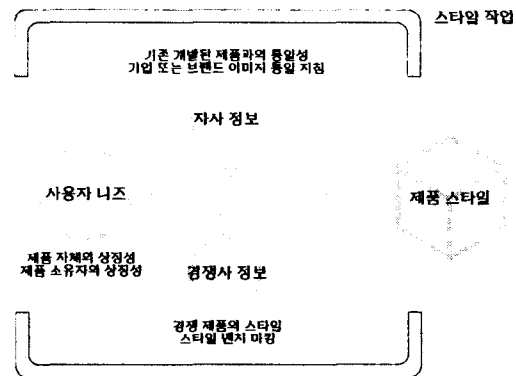 스타일 작업
기존 개발된 제품과의 통일성
기업 또는 브랜드 이미지 통일 지침
자사 정보
사용자 니즈
제품 스타일
제품 자체의 상징성
제품 소유자의 상징성
경쟁사 정보
경쟁 제품의 스타일
스타일 벤치 마킹